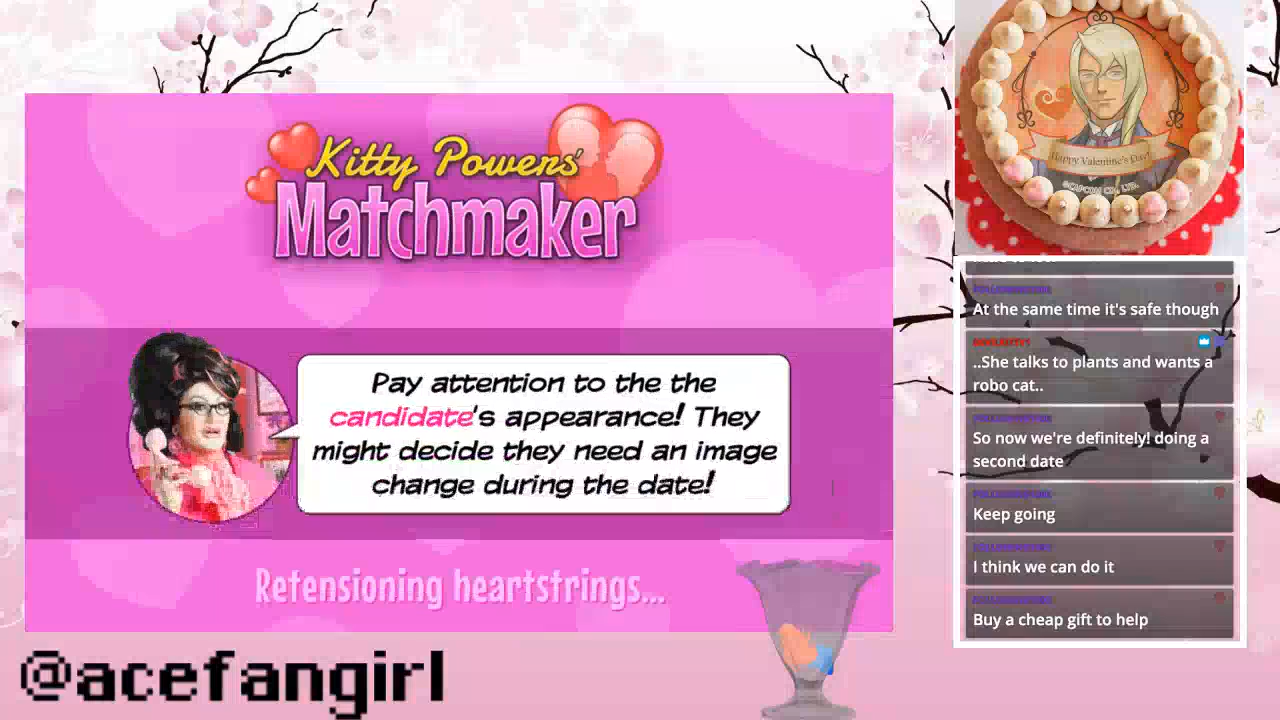 Kitty Powers'
Matchmaker
Pay attention to the the
candidate's appearance! They
might decide they need an image
change during the date!
Retensioning heartstrings...
@acefangirl
Happy Valentine's Day!
©CAPCOM CO., LTD.
At the same time it's safe though
..She talks to plants and wants a
robo cat..
So now we're definitely! doing a
second date
Keep going
I think we can do it
Buy a cheap gift to help